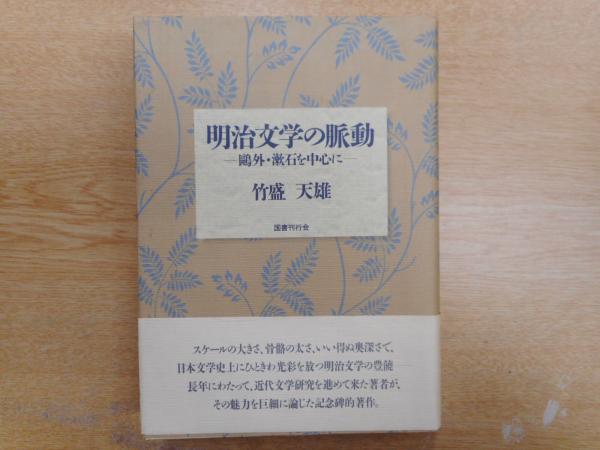 明治文学の脈動
―鷗外・漱石を中心に―
竹盛 天雄
国書刊行会
スケールの大きさ、骨骼の太さ、いい得ぬ奥深さで、
日本文学史上にひときわ光彩を放つ明治文学の豊饒―
長年にわたって、近代文学研究を進めて来た著者が、
その魅力を巨細に論じた記念碑的著作。